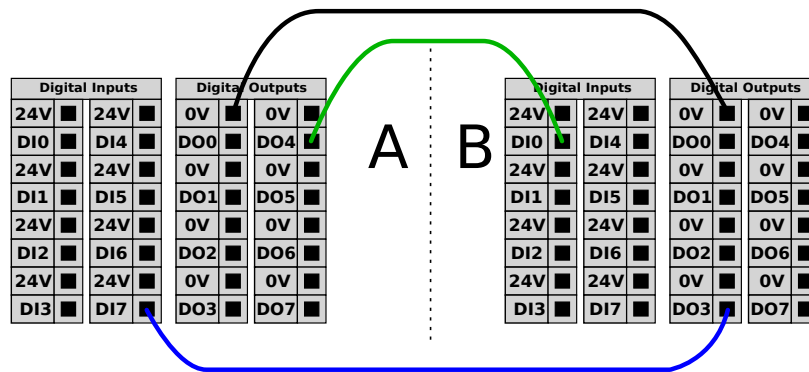 Digital Inputs Digital Outputs Digital Inputs Digital Outputs
24V 24V 0V 0V 24V 24V 0V 0V
DI0 DI4 DO0 DO4 A B DI0 DI4 DO0 DO4
24V 24V 0V 0V 24V 24V 0V 0V
DI1 DI5 DO1 DO5 DI1 DI5 DO1 DO5
24V 24V 0V 0V 24V 24V 0V 0V
DI2 DI6 DO2 DO6 DI2 DI6 DO2 DO6
24V 24V 0V 0V 24V 24V 0V 0V
DI3 DI7 DO3 DO7 DI3 DI7 DO3 DO7